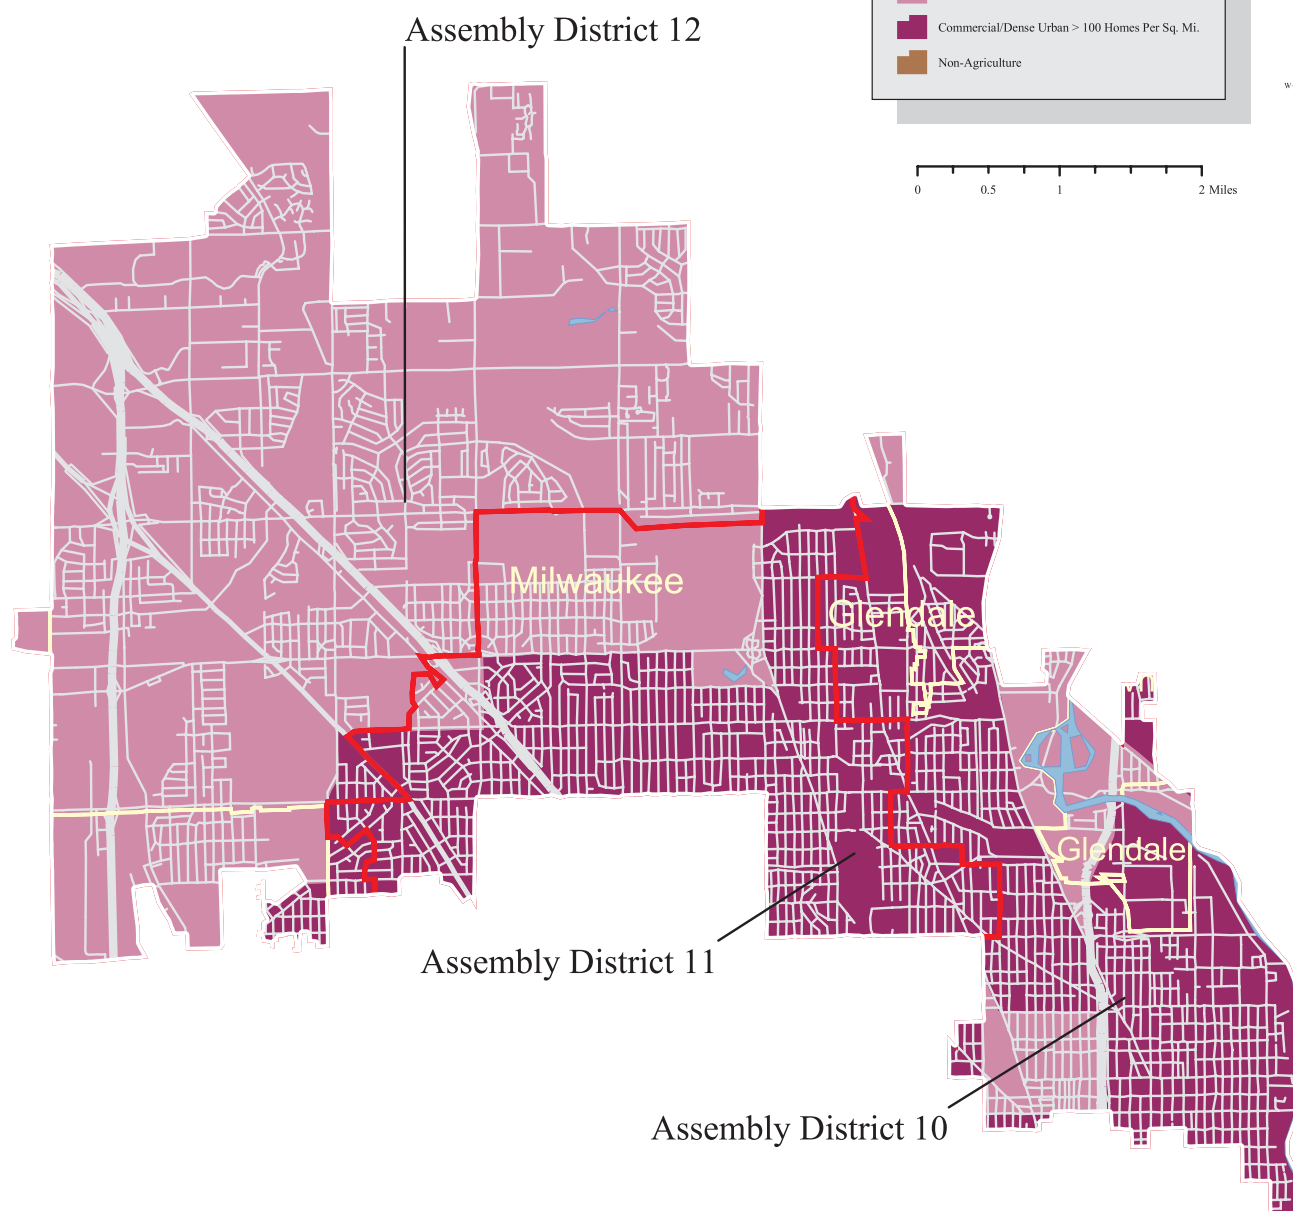 Assembly District 12
Commercial/Dense Urban > 100 Homes Per Sq. Mi.
Non-Agriculture
0 0.5 1 2 Miles
Milwaukee
Glendale
Glendale
Assembly District 11
Assembly District 10